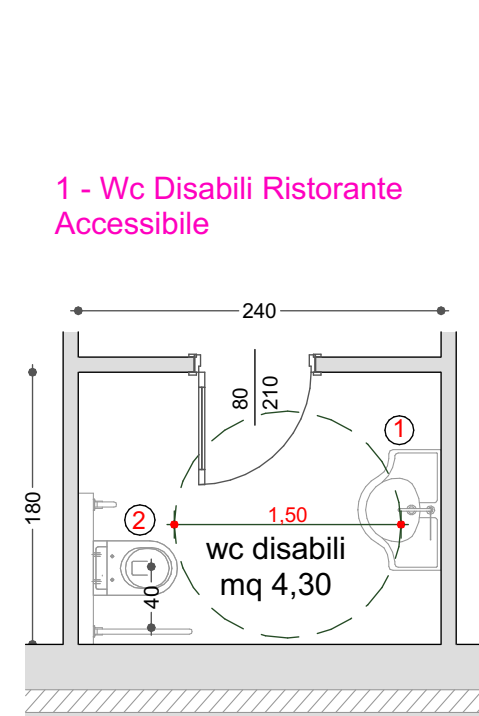 1 - Wc Disabili Ristorante
Accessibile
240
80
210
1
180
2
1,50
wc disabili
mq 4,30
40